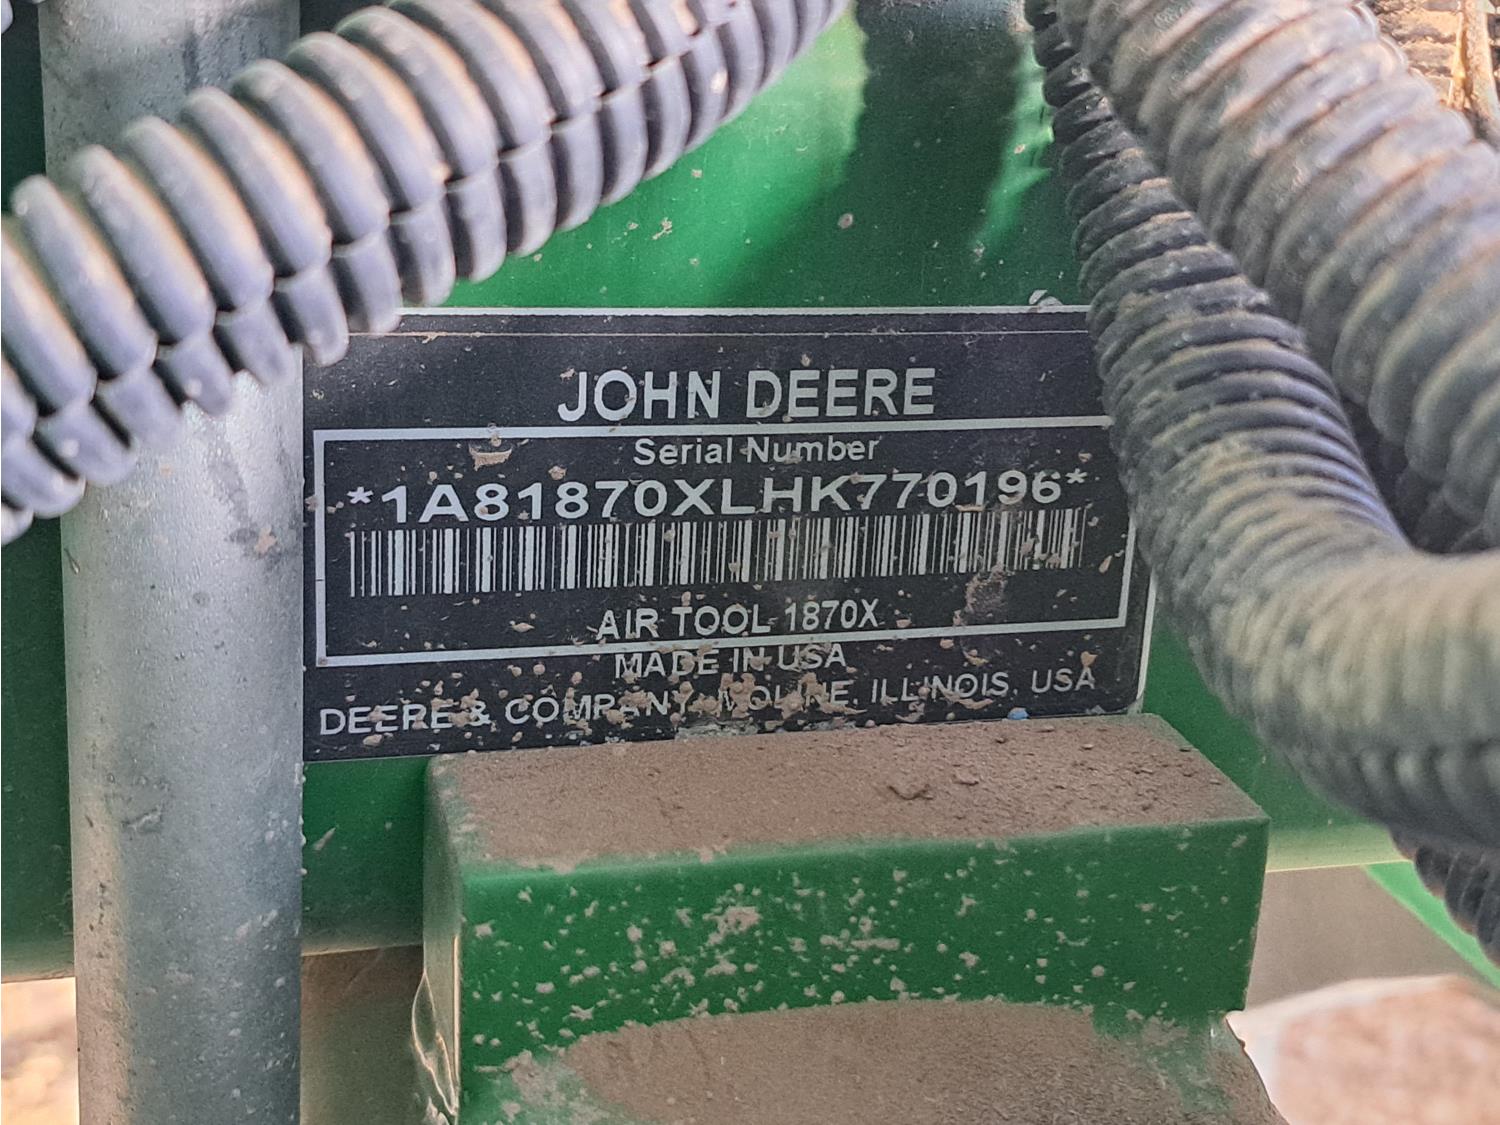 JOHN DEERE
Serial Number
*1A81870XLHK770196*
AIR TOOL 1870X
MADE IN USA
DEERE & COMPANY, MOLINE, ILLINOIS, USA